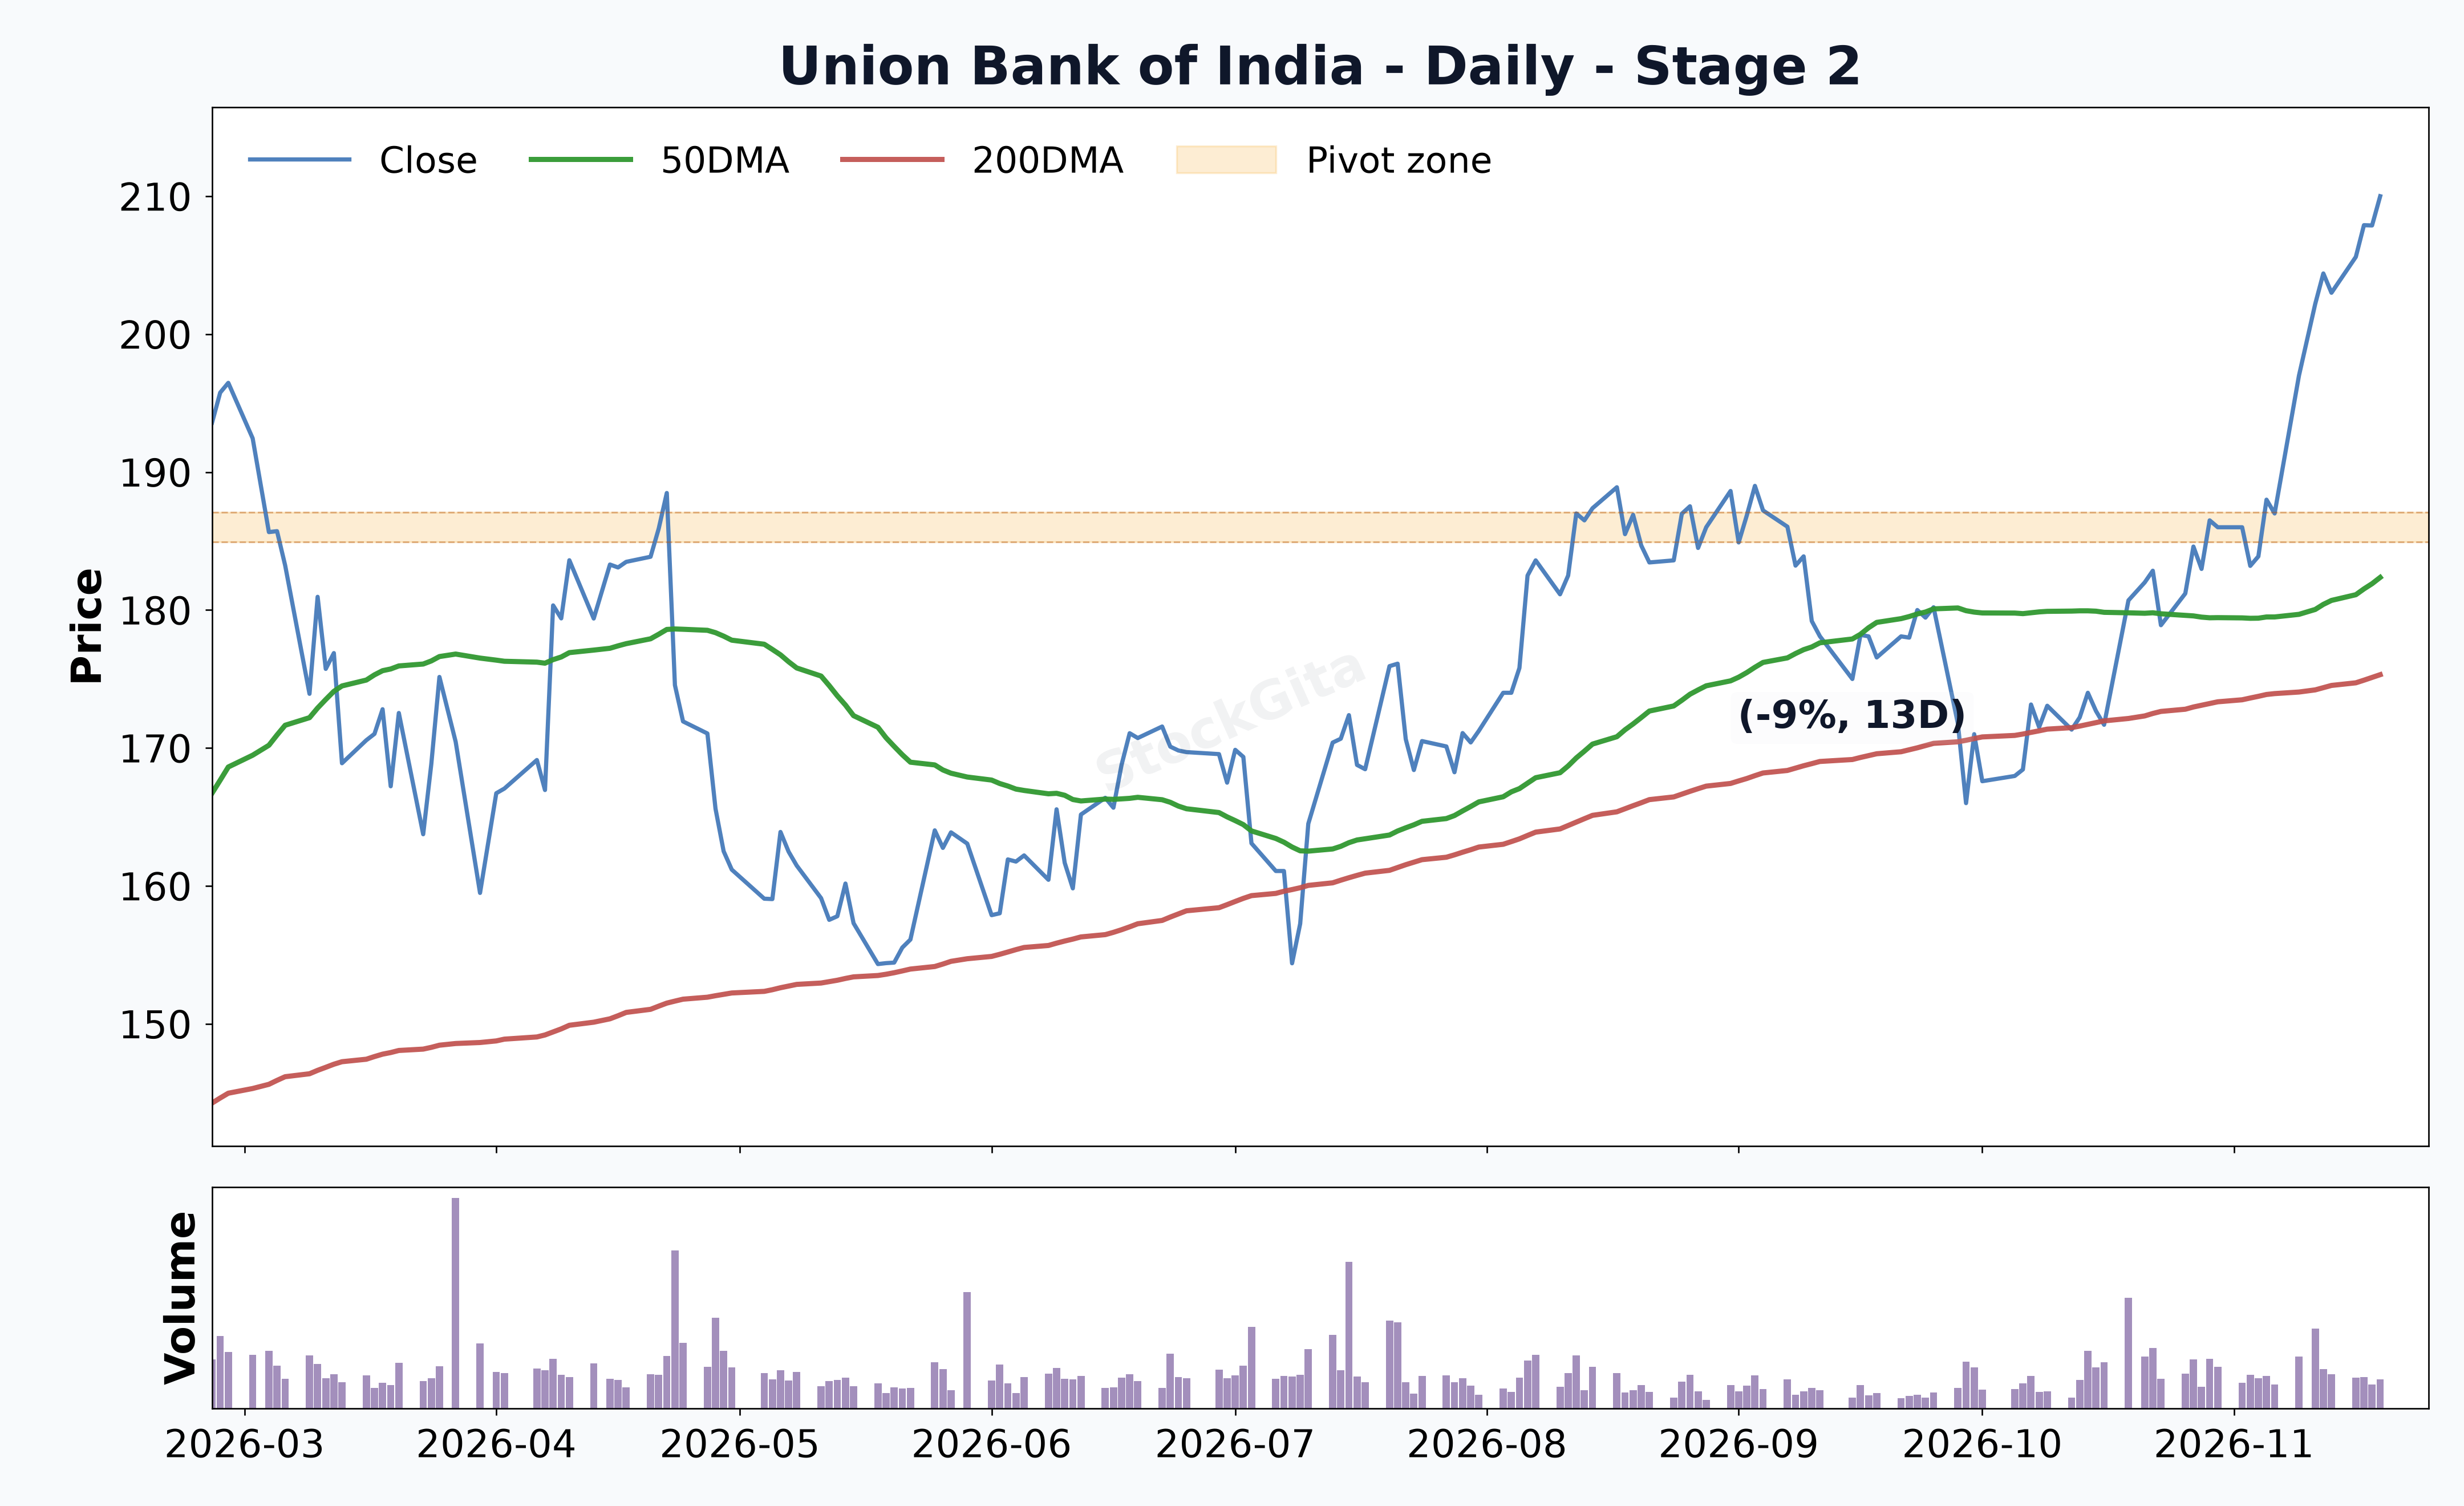 Union Bank of India - Daily - Stage 2
Close 50DMA 200DMA Pivot zone
210
200
190
180
170
160
150
Price
(-9%, 13D)
StockGita
Volume
2026-03 2026-04 2026-05 2026-06 2026-07 2026-08 2026-09 2026-10 2026-11